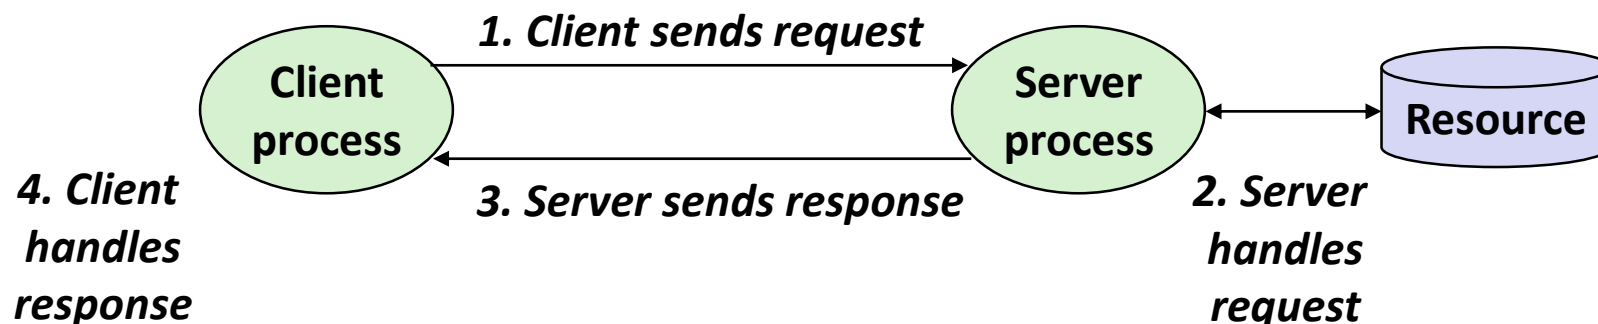 1. Client sends request
Client
process
Server
process
Resource
3. Server sends response
4. Client
handles
response
2. Server
handles
request